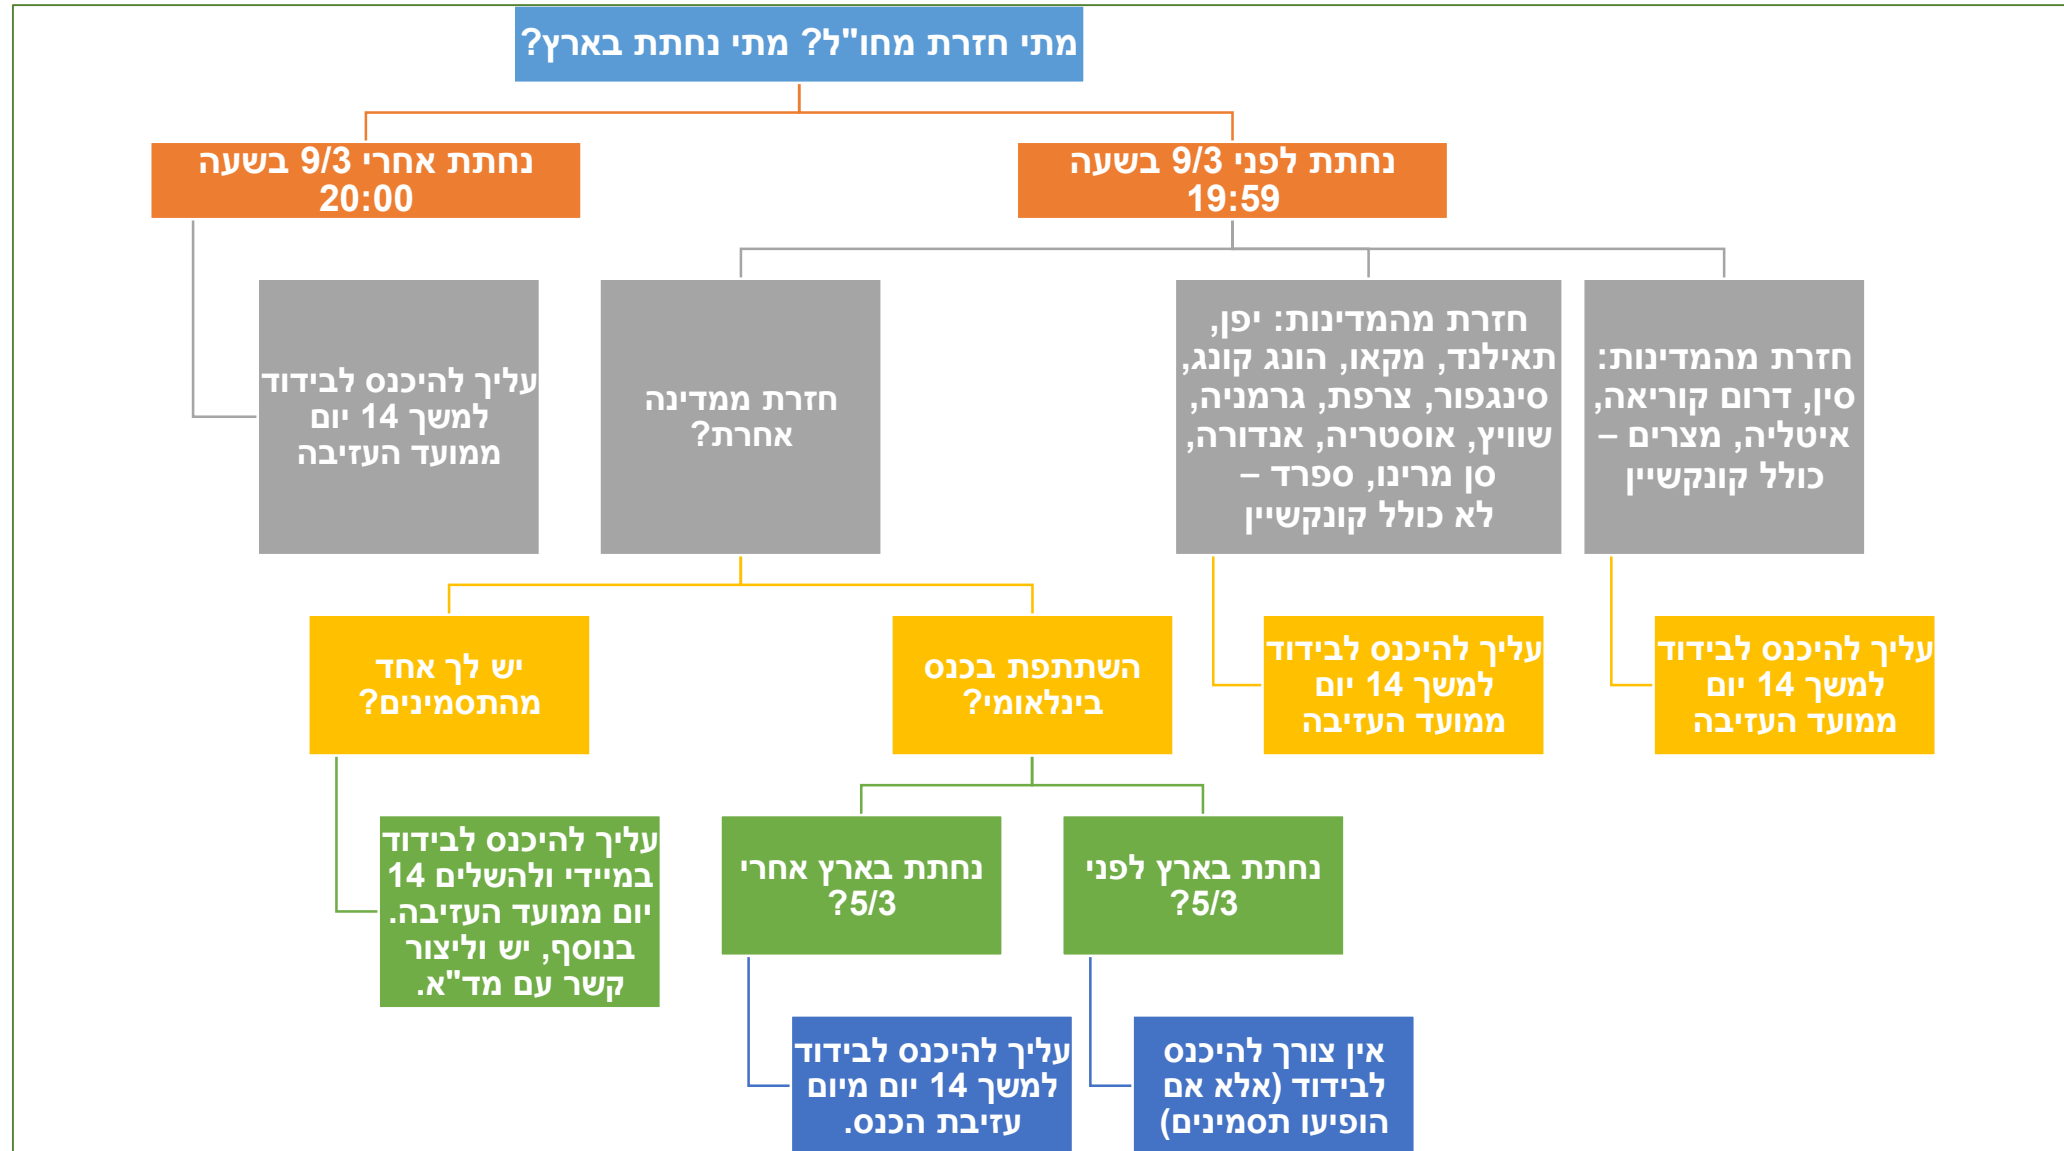 מתי חזרת מחו"ל? מתי נחתת בארץ?
נחתת לפני 9/3 בשעה
19:59
נחתת אחרי 9/3 בשעה
20:00
חזרת מהמדינות:
סין, דרום קוריאה,
איטליה, מצרים –
כולל קונקשיין
חזרת מהמדינות: יפן,
תאילנד, מקאו, הונג קונג,
סינגפור, צרפת, גרמניה,
שוויץ, אוסטריה, אנדורה,
סן מרינו, ספרד –
לא כולל קונקשיין
חזרת ממדינה
אחרת?
עליך להיכנס לבידוד
למשך 14 יום
ממועד העזיבה
עליך להיכנס לבידוד
למשך 14 יום
ממועד העזיבה
עליך להיכנס לבידוד
למשך 14 יום
ממועד העזיבה
השתתפת בכנס
בינלאומי?
יש לך אחד
מהתסמינים?
נחתת בארץ לפני
5/3?
נחתת בארץ אחרי
5/3?
עליך להיכנס לבידוד
במיידי ולהשלים 14
יום ממועד העזיבה.
בנוסף, יש וליצור
קשר עם מד"א.
אין צורך להיכנס
לבידוד (אלא אם
הופיעו תסמינים)
עליך להיכנס לבידוד
למשך 14 יום מיום
עזיבת הכנס.